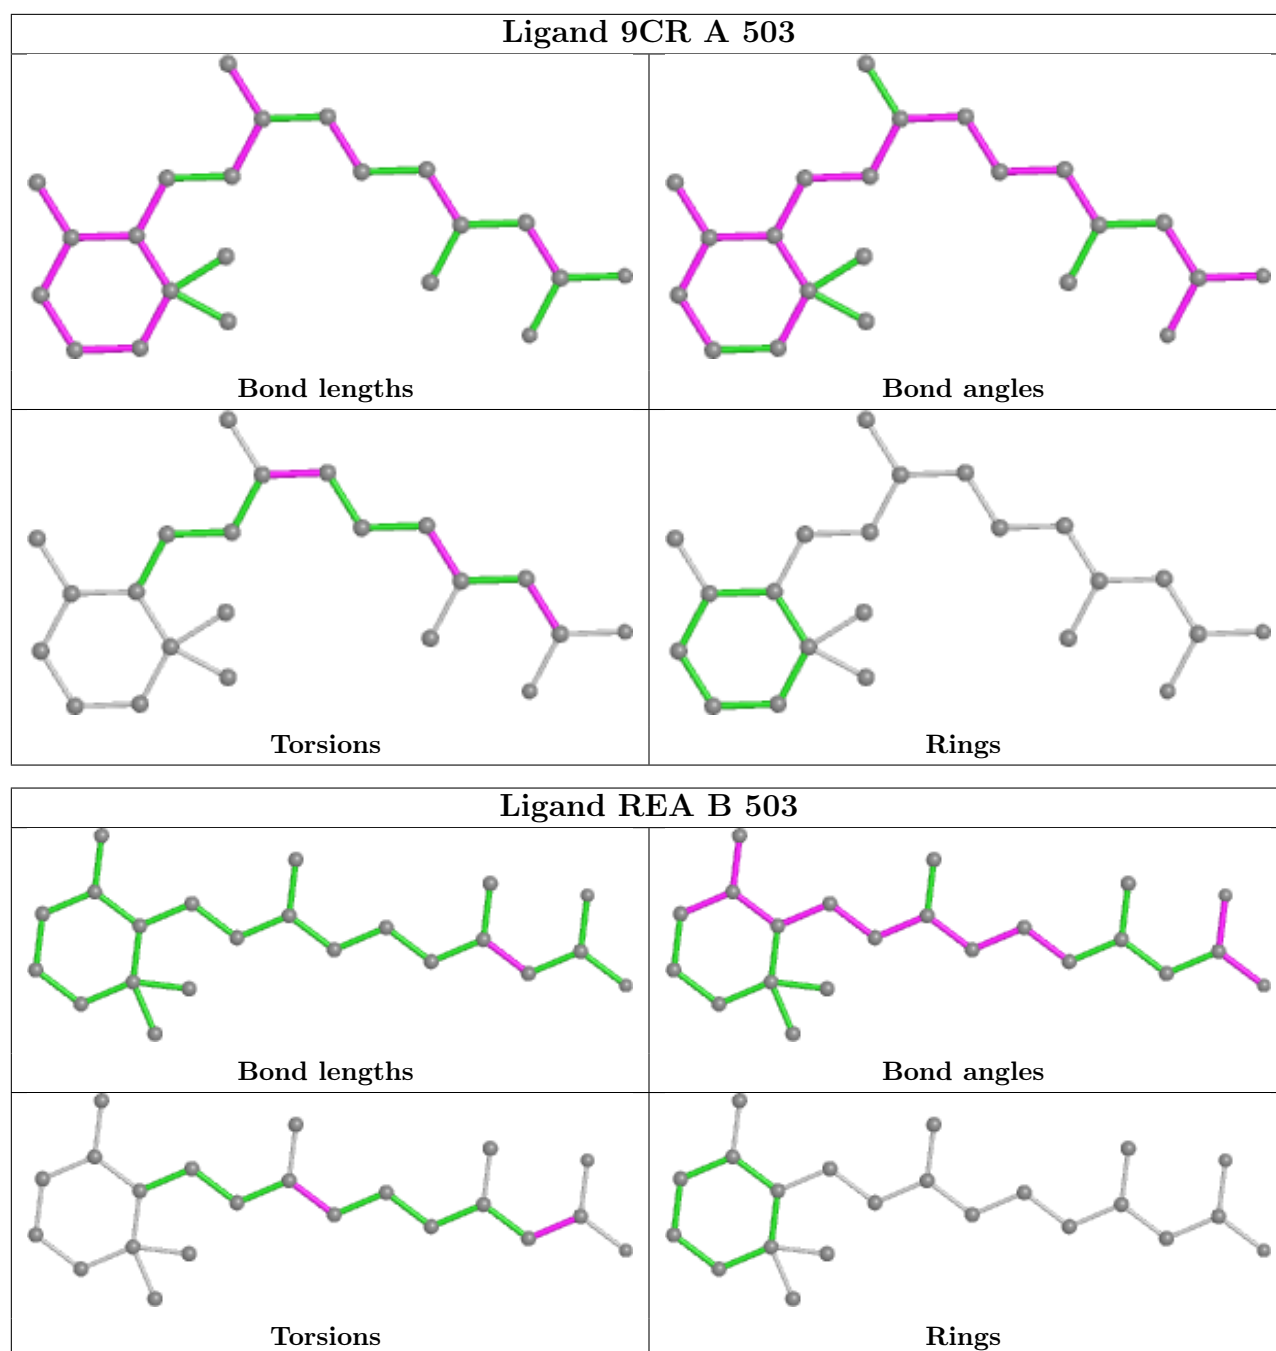 Ligand 9CR A 503
Bond lengths
Bond angles
Torsions
Rings
Ligand REA B 503
Bond lengths
Bond angles
Torsions
Rings